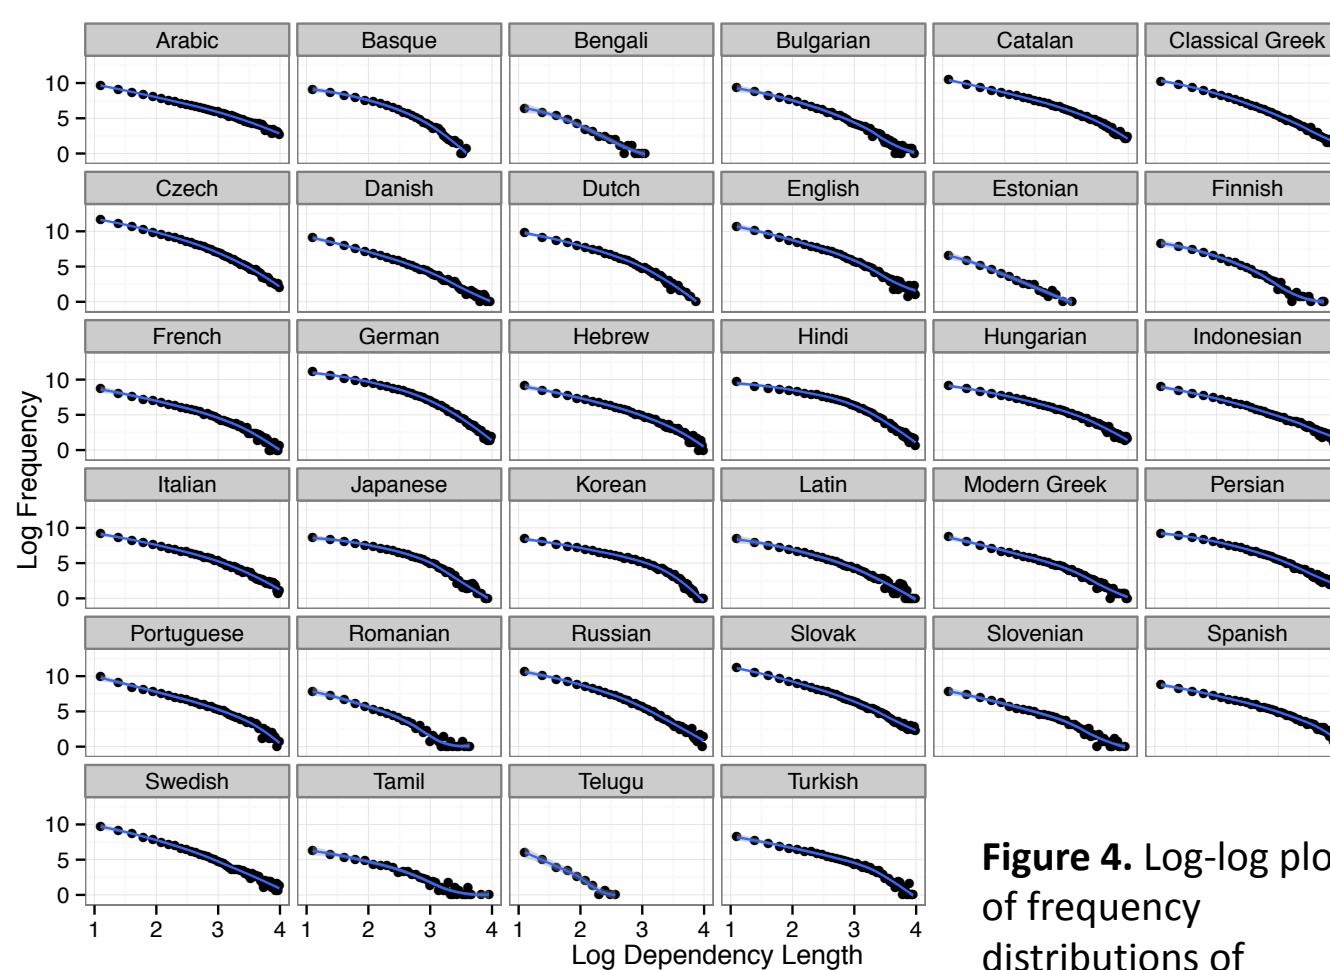 Arabic Basque Bengali Bulgarian Catalan Classical Greek
10
5
0
Czech Danish Dutch English Estonian Finnish
10
5
0
French German Hebrew Hindi Hungarian Indonesian
10
5
0
Log Frequency
Italian Japanese Korean Latin Modern Greek Persian
10
5
0
Portuguese Romanian Russian Slovak Slovenian Spanish
10
5
0
Swedish Tamil Telugu Turkish
10
5
0
1 2 3 4 1 2 3 4 1 2 3 4 1 2 3 4
Log Dependency Length
Figure 4. Log-log plo
of frequency
distributions of